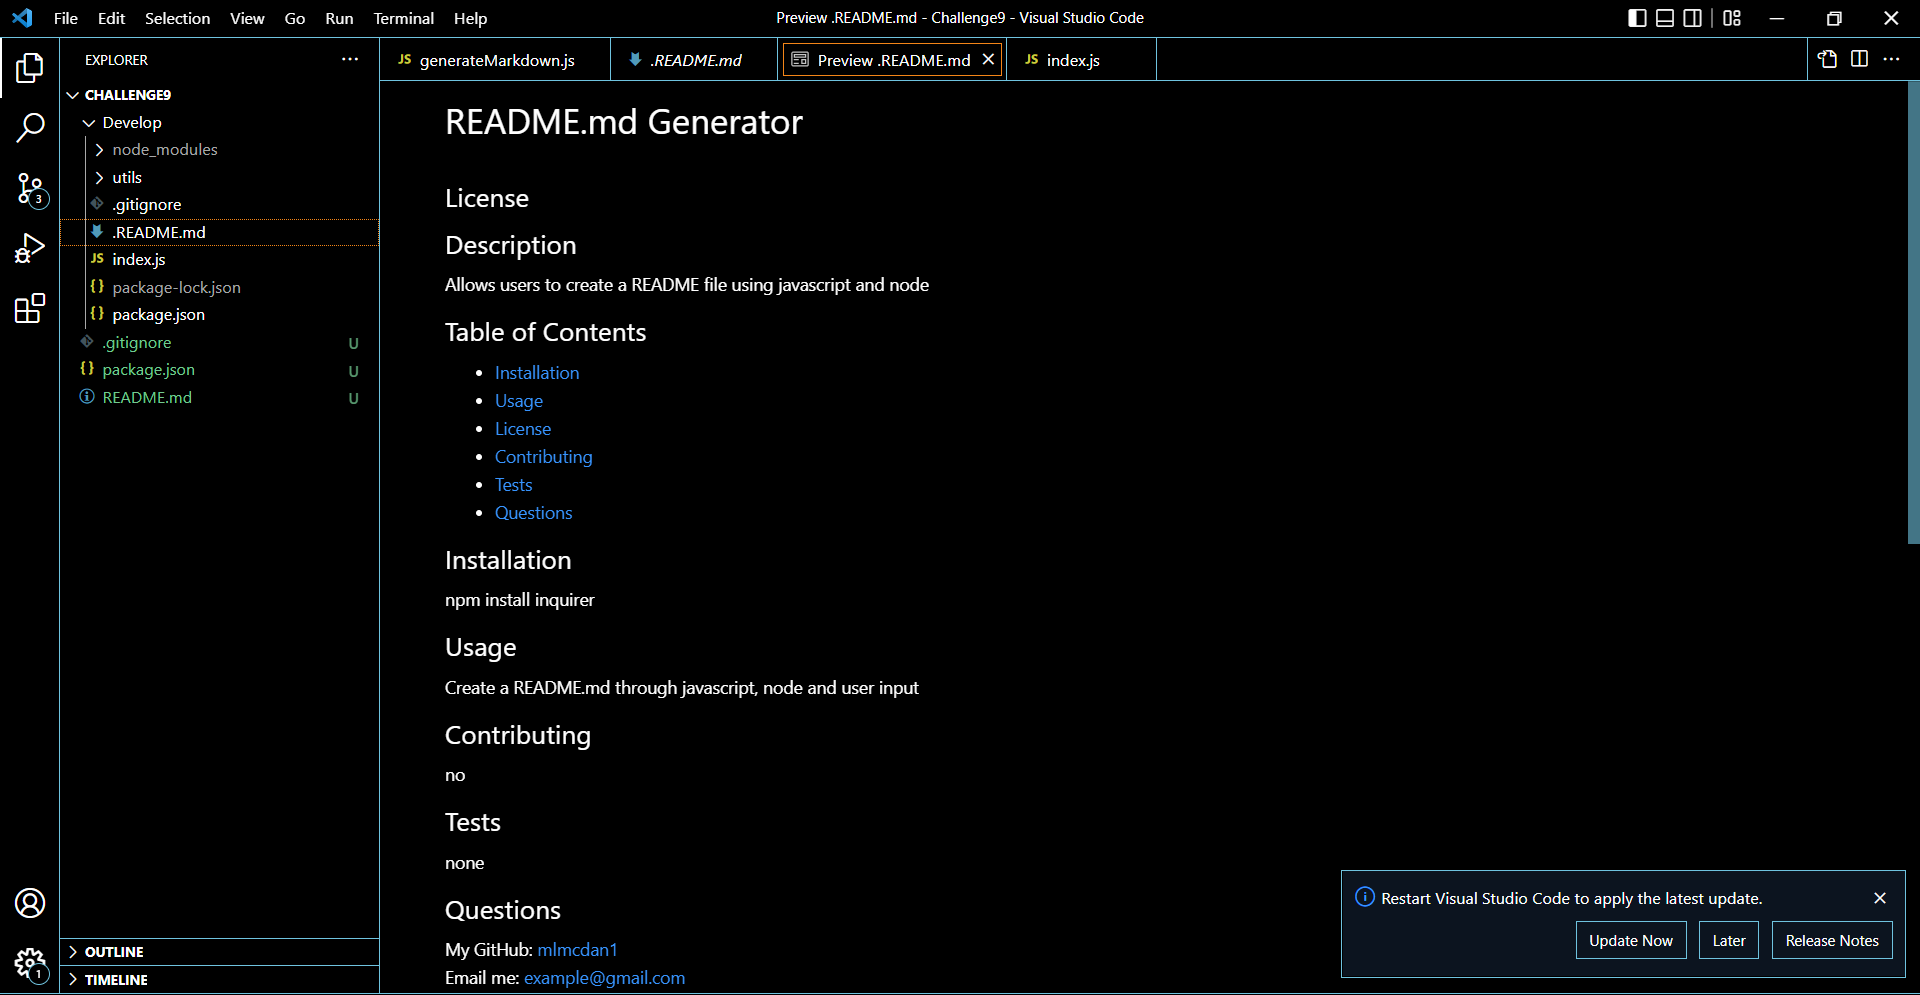 File Edit Selection View Go Run Terminal Help
Preview .README.md - Challenge9 - Visual Studio Code
EXPLORER
CHALLENGE9
Develop
node_modules
utils
.gitignore
.README.md
JS index.js
{} package-lock.json
{} package.json
.gitignore U
{} package.json U
README.md U
OUTLINE
TIMELINE
3
1
JS generateMarkdown.js
.README.md
Preview .README.md
JS index.js
README.md Generator
License
Description
Allows users to create a README file using javascript and node
Table of Contents
• Installation
• Usage
• License
• Contributing
• Tests
• Questions
Installation
npm install inquirer
Usage
Create a README.md through javascript, node and user input
Contributing
no
Tests
none
Questions
My GitHub: mlmcdan1
Email me: example@gmail.com
Restart Visual Studio Code to apply the latest update.
Update Now Later Release Notes